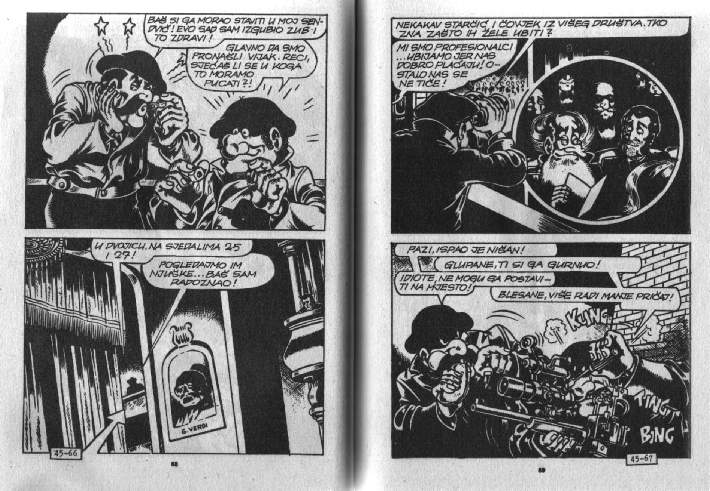 BAŠ SI GA MORAO STAVITI U MOJ SEN-
DVIČ! EVO SAD SAM IZGUBIO ZUB I
TO ZDRAVI!
GLAVNO DA SMO
PRONAŠLI VIJAK. RECI,
SJEĆAŠ LI SE U KOGA
TO MORAMO
PUCATI?!
U DVOJICU, NA SJEDALIMA 25
I 27!
POGLEDAJMO IM
NJUŠKE... BAŠ SAM
RADOZNAO!
G. VERDI
45-66
68
NEKAKAV STARČIĆ I ČOVJEK IZ VIŠEG DRUŠTVA. TKO
ZNA ZAŠTO IH ŽELE UBITI?
MI SMO PROFESIONALCI
...UBIJAMO JER NAS
DOBRO PLAĆAJU! O-
STALO NAS SE
NE TIČE!
PAZI, ISPAO JE NIŠAN!
GLUPANE, TI SI GA GURNUO!
IDIOTE, NE MOGU GA POSTAVI-
TI NA MJESTO!
BLESANE, VIŠE RADI MANJE PRIČAJ!
KLING
TING
BING
45-67
69